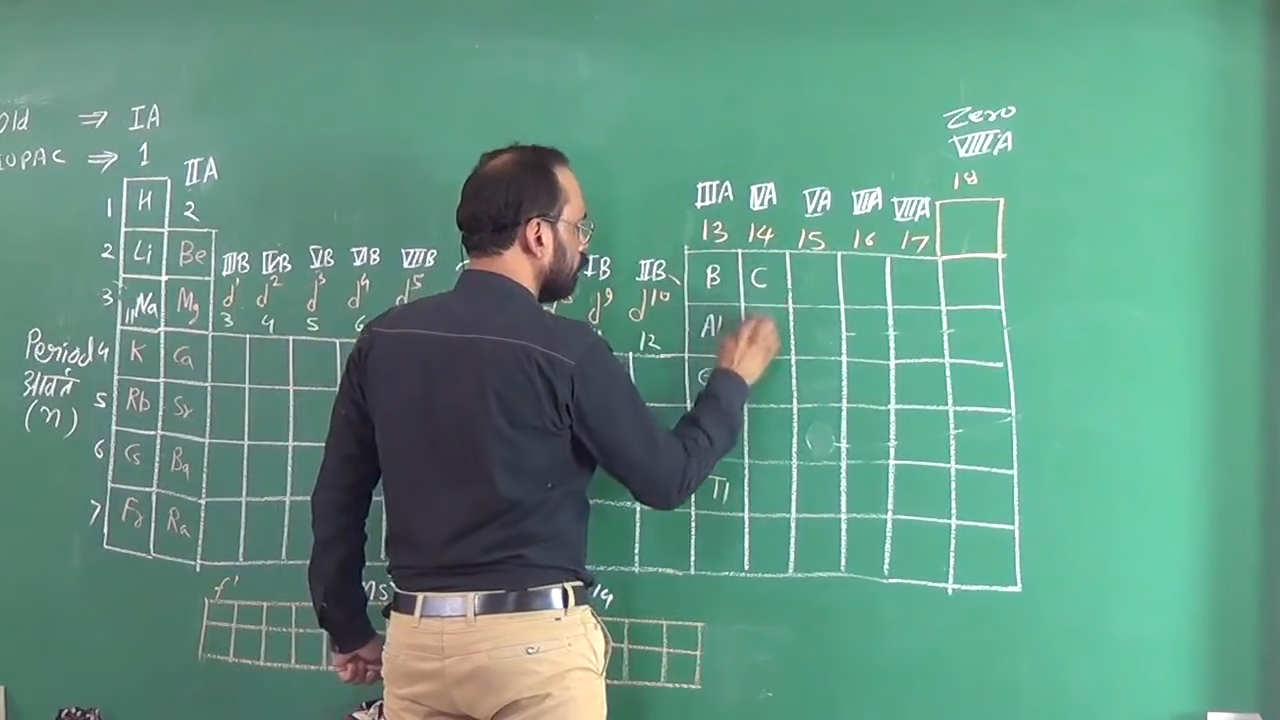 Old ⇒ IA
IUPAC ⇒ 1
IIA
2
Zero
VIIIA
18
IIIA VA VA VIA VIIA
13 14 15 16 17
IIIB IVB VB VIB VIIB IB IIB
d¹ d² d³ d⁴ d⁵ d⁹ d¹⁰
3 4 5 6 12
1 H
2 Li Be B C
3 11Na Mg Al
Period 4 K Ca
आवर्त
(n)
5 Rb Sr
6 Cs Ba Tl
7 Fr Ra
f¹